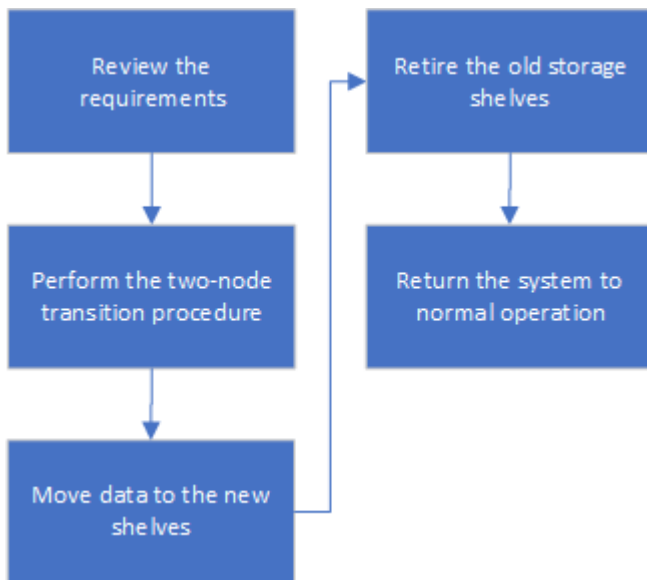 Review the
requirements
Perform the two-node
transition procedure
Move data to the new
shelves
Retire the old storage
shelves
Return the system to
normal operation